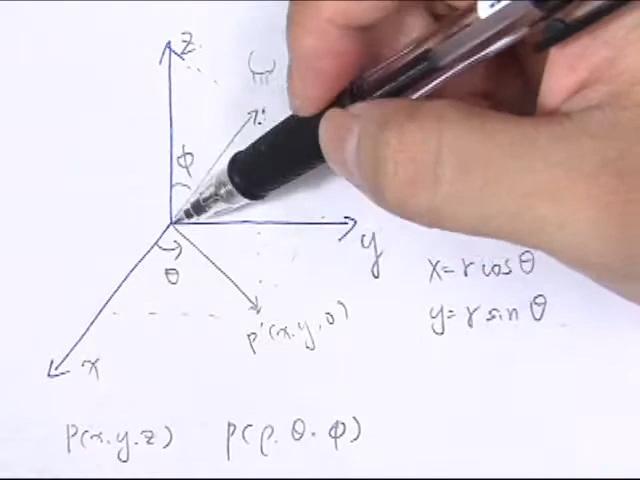 z
φ
y
θ
x = r cos θ
y = r sin θ
p'(x.y,0)
x
P(x.y.z) P(ρ.θ.φ)